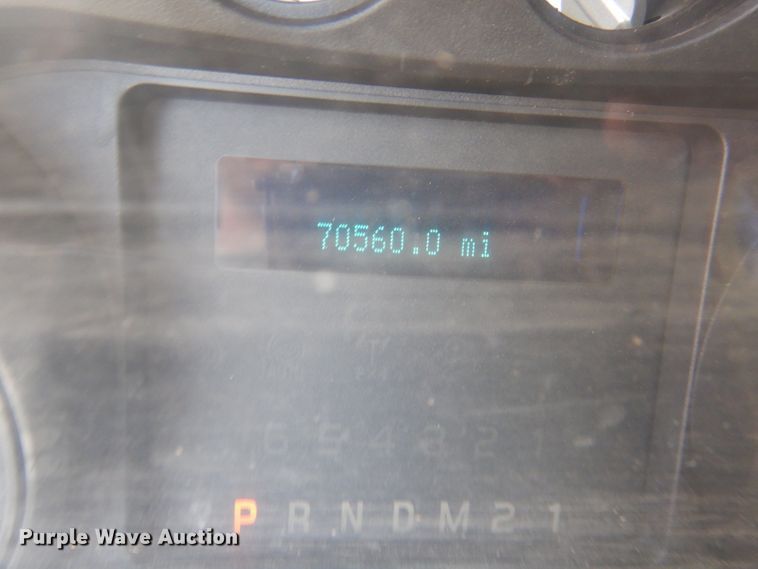 70560.0 mi
6 5 4 3 2 1
P R N D M 2 1
Purple Wave Auction